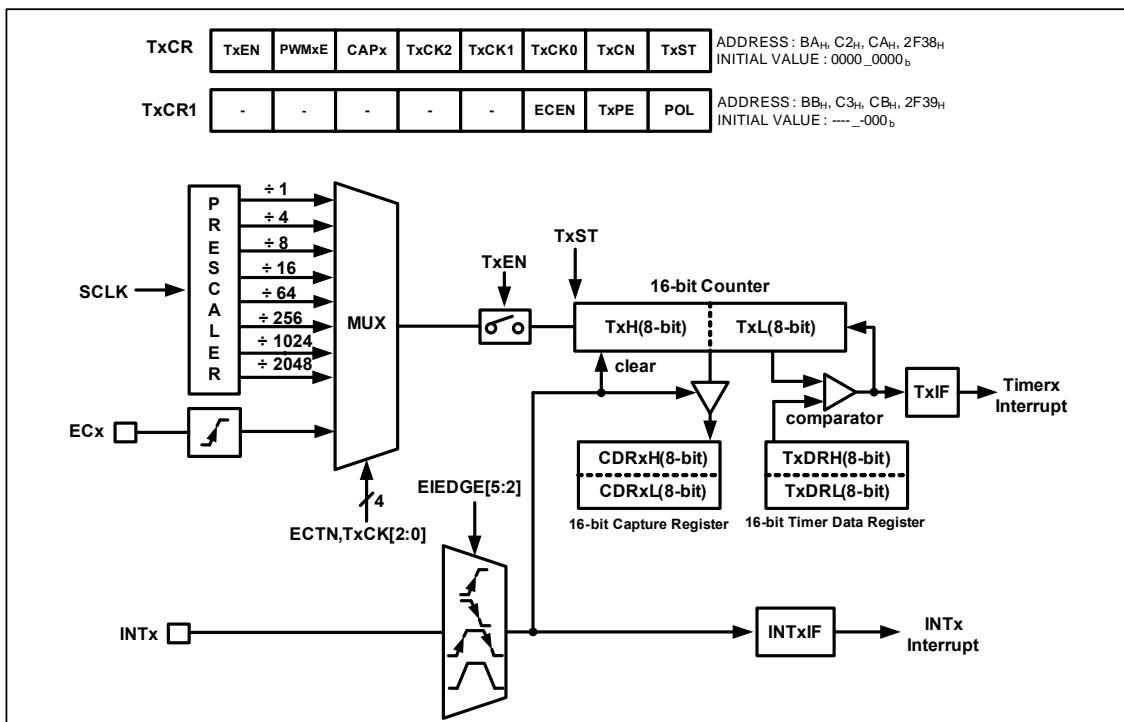 TxCR TxEN PWMxE CAPx TxCK2 TxCK1 TxCK0 TxCN TxST ADDRESS : BAH, C2H, CAH, 2F38H
INITIAL VALUE : 0000_0000b
TxCR1 - - - - - ECEN TxPE POL ADDRESS : BBH, C3H, CBH, 2F39H
INITIAL VALUE : ----_-000b
PRESCALER
÷ 1
÷ 4
÷ 8
÷ 16
÷ 64
÷ 256
÷ 1024
÷ 2048
SCLK
MUX
TxEN
TxST
16-bit Counter
TxH(8-bit) TxL(8-bit)
clear
comparator
TxIF
Timerx
Interrupt
ECx
4
ECTN,TxCK[2:0]
CDRxH(8-bit)
CDRxL(8-bit)
16-bit Capture Register
TxDRH(8-bit)
TxDRL(8-bit)
16-bit Timer Data Register
EIEDGE[5:2]
INTx
INTxIF
INTx
Interrupt